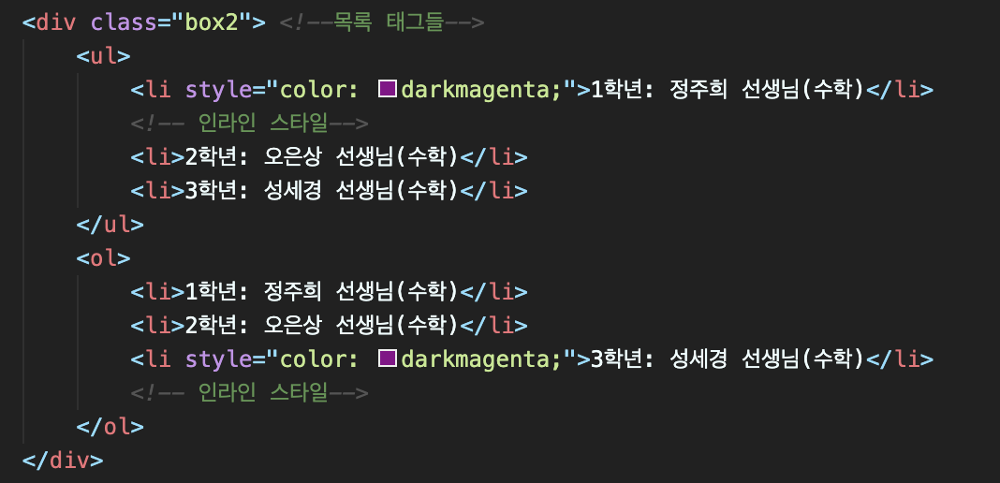 <div class="box2"> <!--목록 태그들-->
<ul>
<li style="color: darkmagenta;">1학년: 정주희 선생님(수학)</li>
<!-- 인라인 스타일-->
<li>2학년: 오은상 선생님(수학)</li>
<li>3학년: 성세경 선생님(수학)</li>
</ul>
<ol>
<li>1학년: 정주희 선생님(수학)</li>
<li>2학년: 오은상 선생님(수학)</li>
<li style="color: darkmagenta;">3학년: 성세경 선생님(수학)</li>
<!-- 인라인 스타일-->
</ol>
</div>